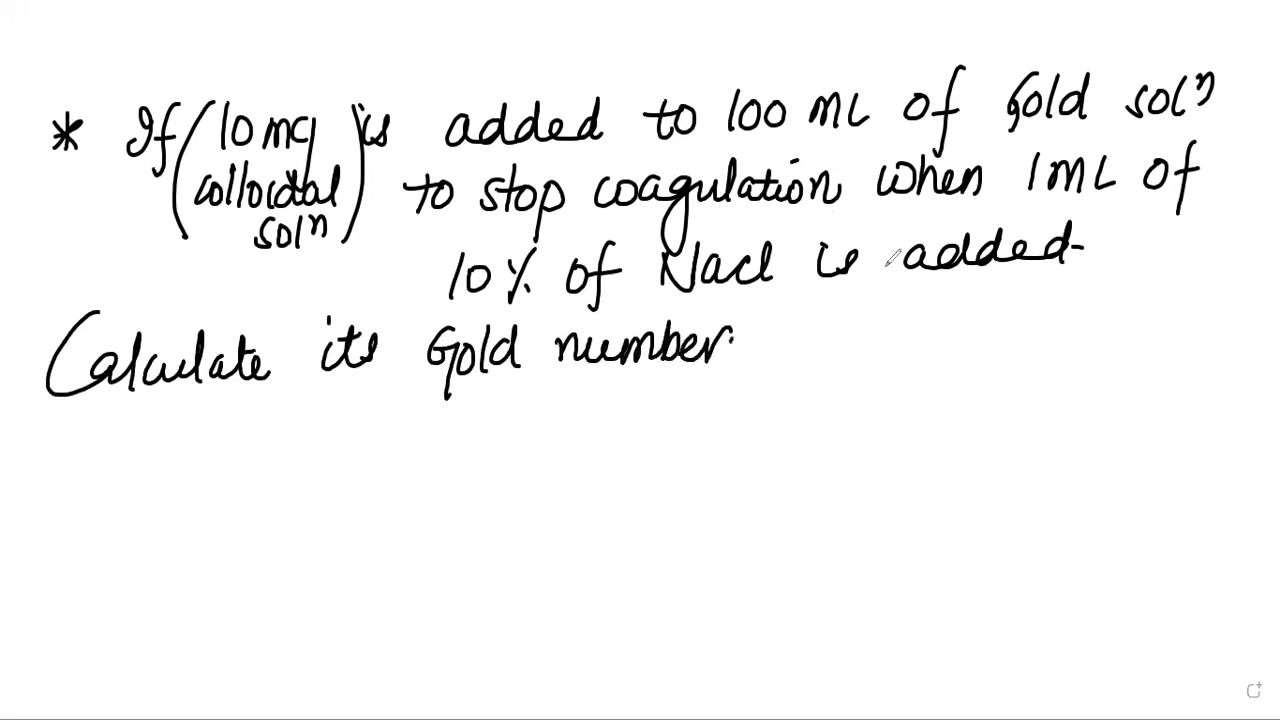 * If (10 mg is added to 100 ML of Gold solⁿ
(colloidal solⁿ) to stop coagulation when 1 ML of
10% of Nacl is added-
Calculate its Gold number.